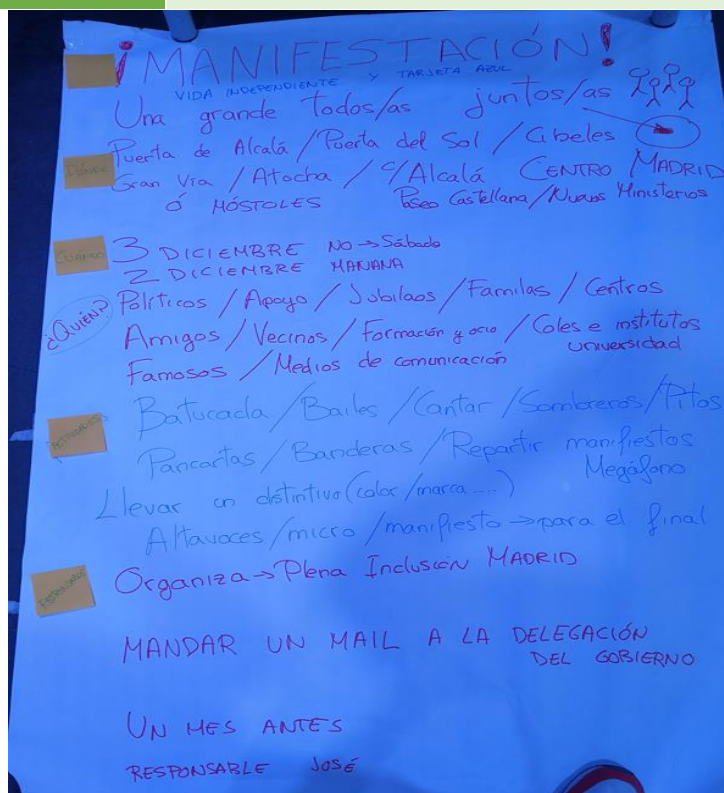 ¡MANIFESTACIÓN!
VIDA INDEPENDIENTE Y TARJETA AZUL
Una grande todos/as juntos/as
DÓNDE
Puerta de Alcalá / Puerta del Sol / Cibeles
Gran Vía / Atocha / C/Alcalá CENTRO MADRID
Ó MÓSTOLES Paseo Castellana / Nuevos Ministerios
CUÁNDO
3 DICIEMBRE NO → Sábado
2 DICIEMBRE MAÑANA
¿QUIÉN?
Políticos / Apoyo / Jubilaos / Familas / Centros
Amigos / Vecinos / Formación y ocio / Coles e institutos
universidad
Famosos / Medios de comunicación
Batucada / Bailes / Cantar / Sombreros / Pitos
Pancartas / Banderas / Repartir manifiestos
Megáfono
Llevar un distintivo (color / marca ....)
Altavoces / micro / manifiesto → para el final
Organiza → Plena Inclusión MADRID
MANDAR UN MAIL A LA DELEGACIÓN
DEL GOBIERNO
UN MES ANTES
RESPONSABLE JOSÉ